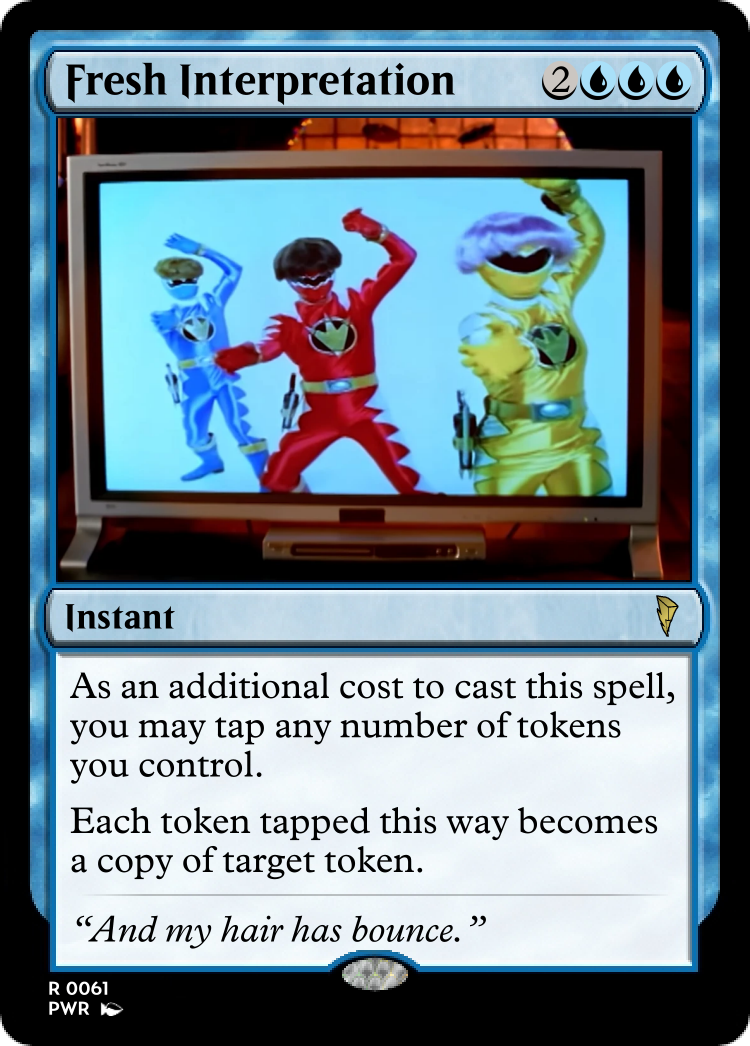 Fresh Interpretation 2
Instant
As an additional cost to cast this spell,
you may tap any number of tokens
you control.
Each token tapped this way becomes
a copy of target token.
“And my hair has bounce.”
R 0061
PWR